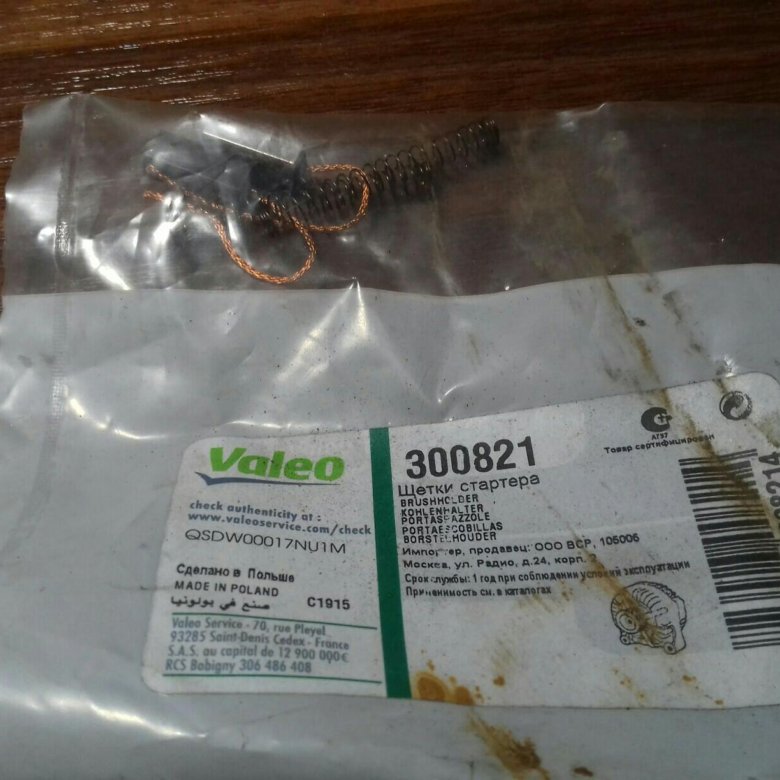 Valeo
check authenticity at :
www.valeoservice.com/check
QSDW00017NU1M
Сделано в Польше
MADE IN POLAND
صنع في بولونيا
C1915
Valeo Service - 70, rue Pleyel
93285 Saint-Denis Cedex - France
S.A.S. au capital de 12 900 000€
RCS Bobigny 306 486 408
300821
Щетки стартера
BRUSHHOLDER
KOHLENHALTER
PORTASPAZZOLE
PORTAESCOBILLAS
BORSTELHOUDER
Импортер, продавец: ООО ВСР, 105006
Москва, ул. Радио, д.24, корп.
Срок службы: 1 год при соблюдении условий эксплуатации
Применимость см. в каталогах
АГ57
Товар сертифицирован